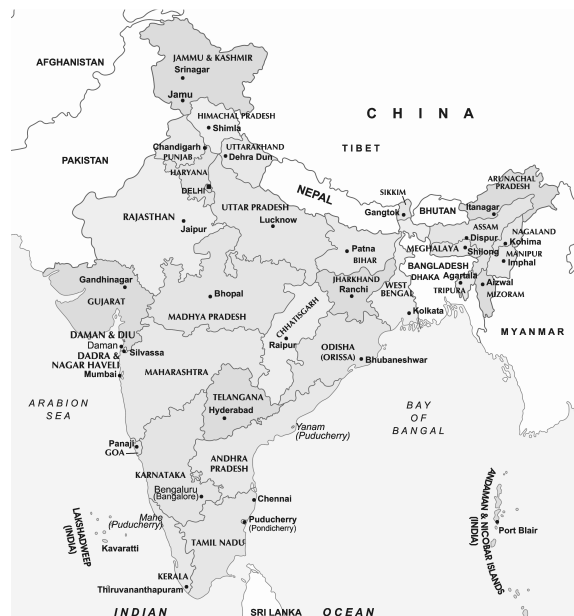 AFGHANISTAN
JAMMU & KASHMIR
Srinagar
Jamu
HIMACHAL PRADESH
Shimla
CHINA
TIBET
Chandigarh
PUNJAB
UTTARAKHAND
Dehra Dun
PAKISTAN
HARYANA
DELHI
NEPAL
SIKKIM
Gangtok
BHUTAN
ARUNACHAL
PRADESH
Itanagar
RAJASTHAN
Jaipur
UTTAR PRADESH
Lucknow
ASSAM
Dispur
NAGALAND
Kohima
MEGHALAYA
Shilong
MANIPUR
Imphal
Patna
BIHAR
BANGLADESH
DHAKA
Agartala
TRIPURA
Aizwal
MIZORAM
Gandhinagar
GUJARAT
Bhopal
MADHYA PRADESH
JHARKHAND
Ranchi
WEST
BENGAL
Kolkata
MYANMAR
CHHATISGARH
Raipur
DAMAN & DIU
Daman
Silvassa
DADRA &
NAGAR HAVELI
Mumbai
MAHARASHTRA
ODISHA
(ORISSA)
Bhubaneshwar
ARABION
SEA
TELANGANA
Hyderabad
BAY
OF
BANGAL
Yanam
(Puducherry)
Panaji
GOA
KARNATAKA
ANDHRA
PRADESH
Bengaluru
(Bangalore)
Chennai
Mahe
(Puducherry)
Puducherry
(Pondicherry)
LAKSHADWEEP
(INDIA)
Kavaratti
TAMIL NADU
ANDAMAN & NICOBAR ISLANDS
(INDIA)
Port Blair
KERALA
Thiruvananthapuram
INDIAN
SRI LANKA
OCEAN